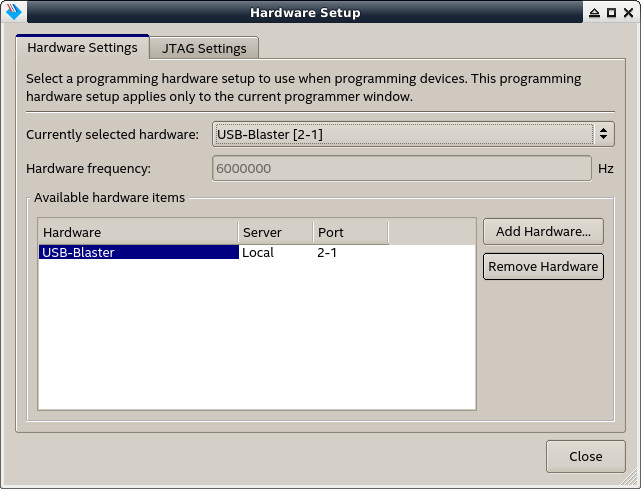 Hardware Setup
Hardware Settings
JTAG Settings
Select a programming hardware setup to use when programming devices. This programming
hardware setup applies only to the current programmer window.
Currently selected hardware: USB-Blaster [2-1]
Hardware frequency: 6000000 Hz
Available hardware items
Hardware Server Port
USB-Blaster Local 2-1
Add Hardware...
Remove Hardware
Close